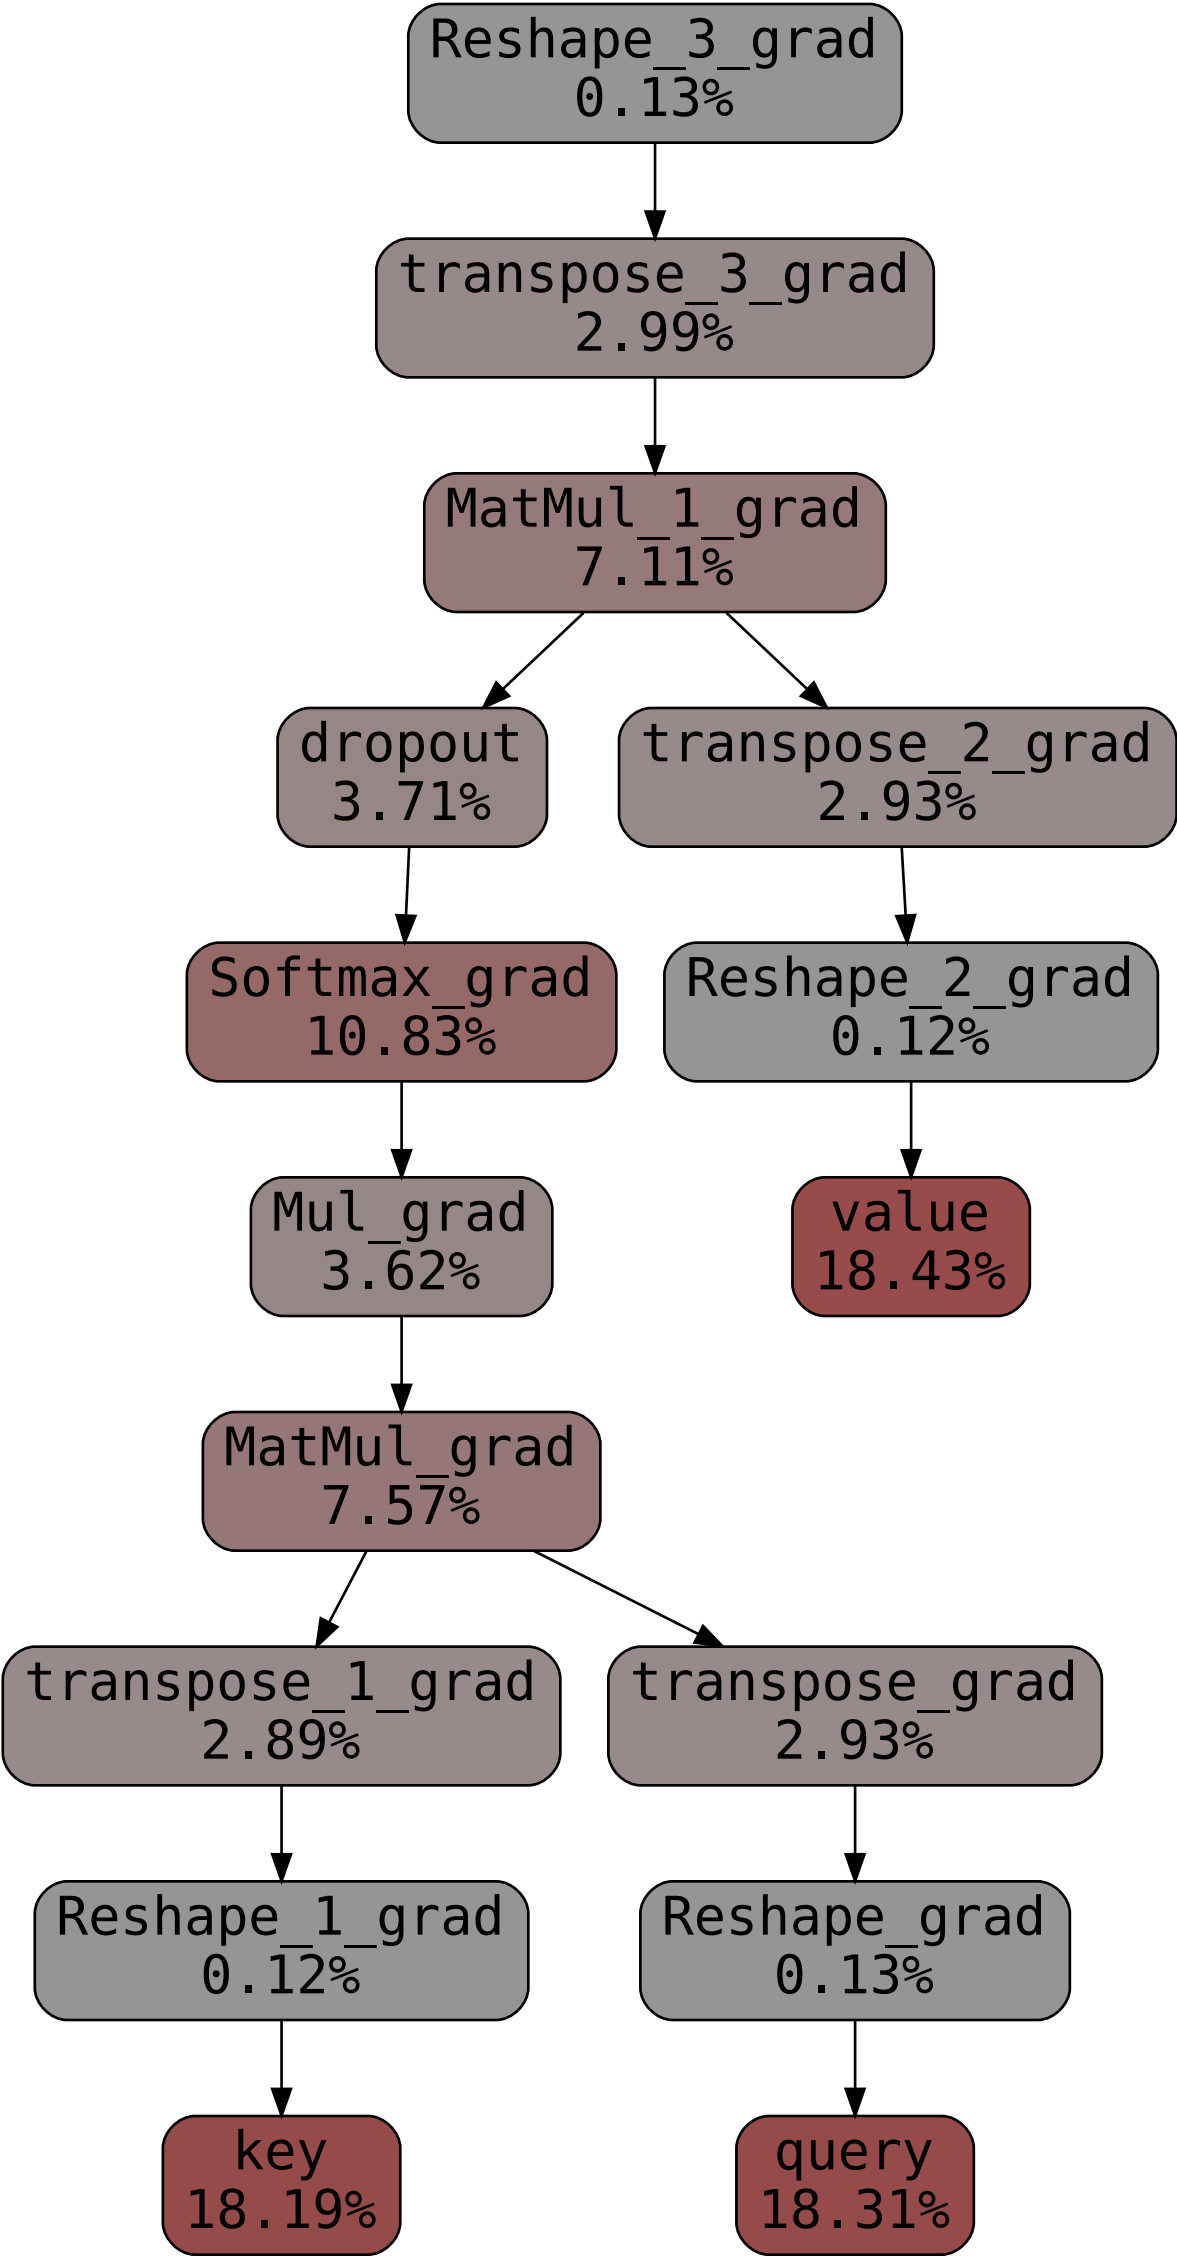 Reshape_3_grad
0.13%
transpose_3_grad
2.99%
MatMul_1_grad
7.11%
dropout
3.71%
transpose_2_grad
2.93%
Softmax_grad
10.83%
Reshape_2_grad
0.12%
Mul_grad
3.62%
value
18.43%
MatMul_grad
7.57%
transpose_1_grad
2.89%
transpose_grad
2.93%
Reshape_1_grad
0.12%
Reshape_grad
0.13%
key
18.19%
query
18.31%